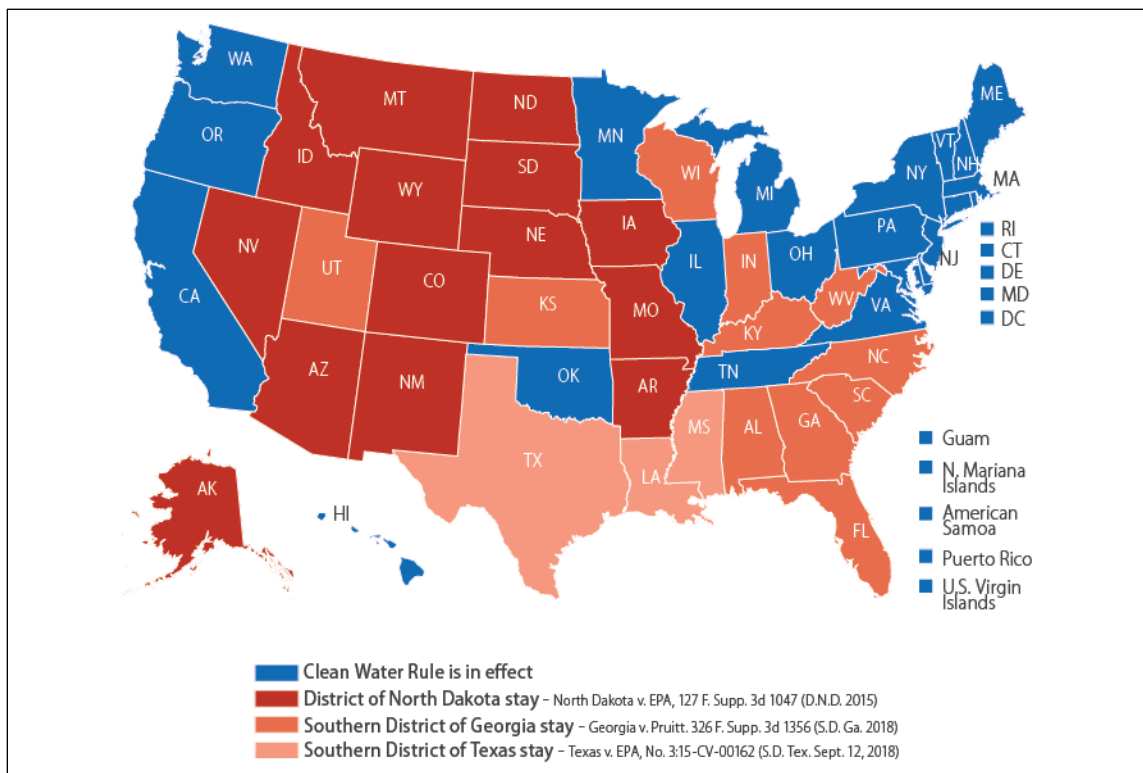 WA
MT
ND
MN
ME
OR
ID
SD
WI
VT
NH
NY
MA
WY
MI
IA
PA
RI
NE
NJ
CT
NV
UT
CO
IL
IN
OH
DE
CA
KS
MO
WV
VA
MD
KY
DC
AZ
NM
OK
AR
TN
NC
SC
MS
AL
GA
TX
LA
Guam
N. Mariana
Islands
AK
HI
American
Samoa
FL
Puerto Rico
U.S. Virgin
Islands
Clean Water Rule is in effect
District of North Dakota stay – North Dakota v. EPA, 127 F. Supp. 3d 1047 (D.N.D. 2015)
Southern District of Georgia stay – Georgia v. Pruitt. 326 F. Supp. 3d 1356 (S.D. Ga. 2018)
Southern District of Texas stay – Texas v. EPA, No. 3:15-CV-00162 (S.D. Tex. Sept. 12, 2018)